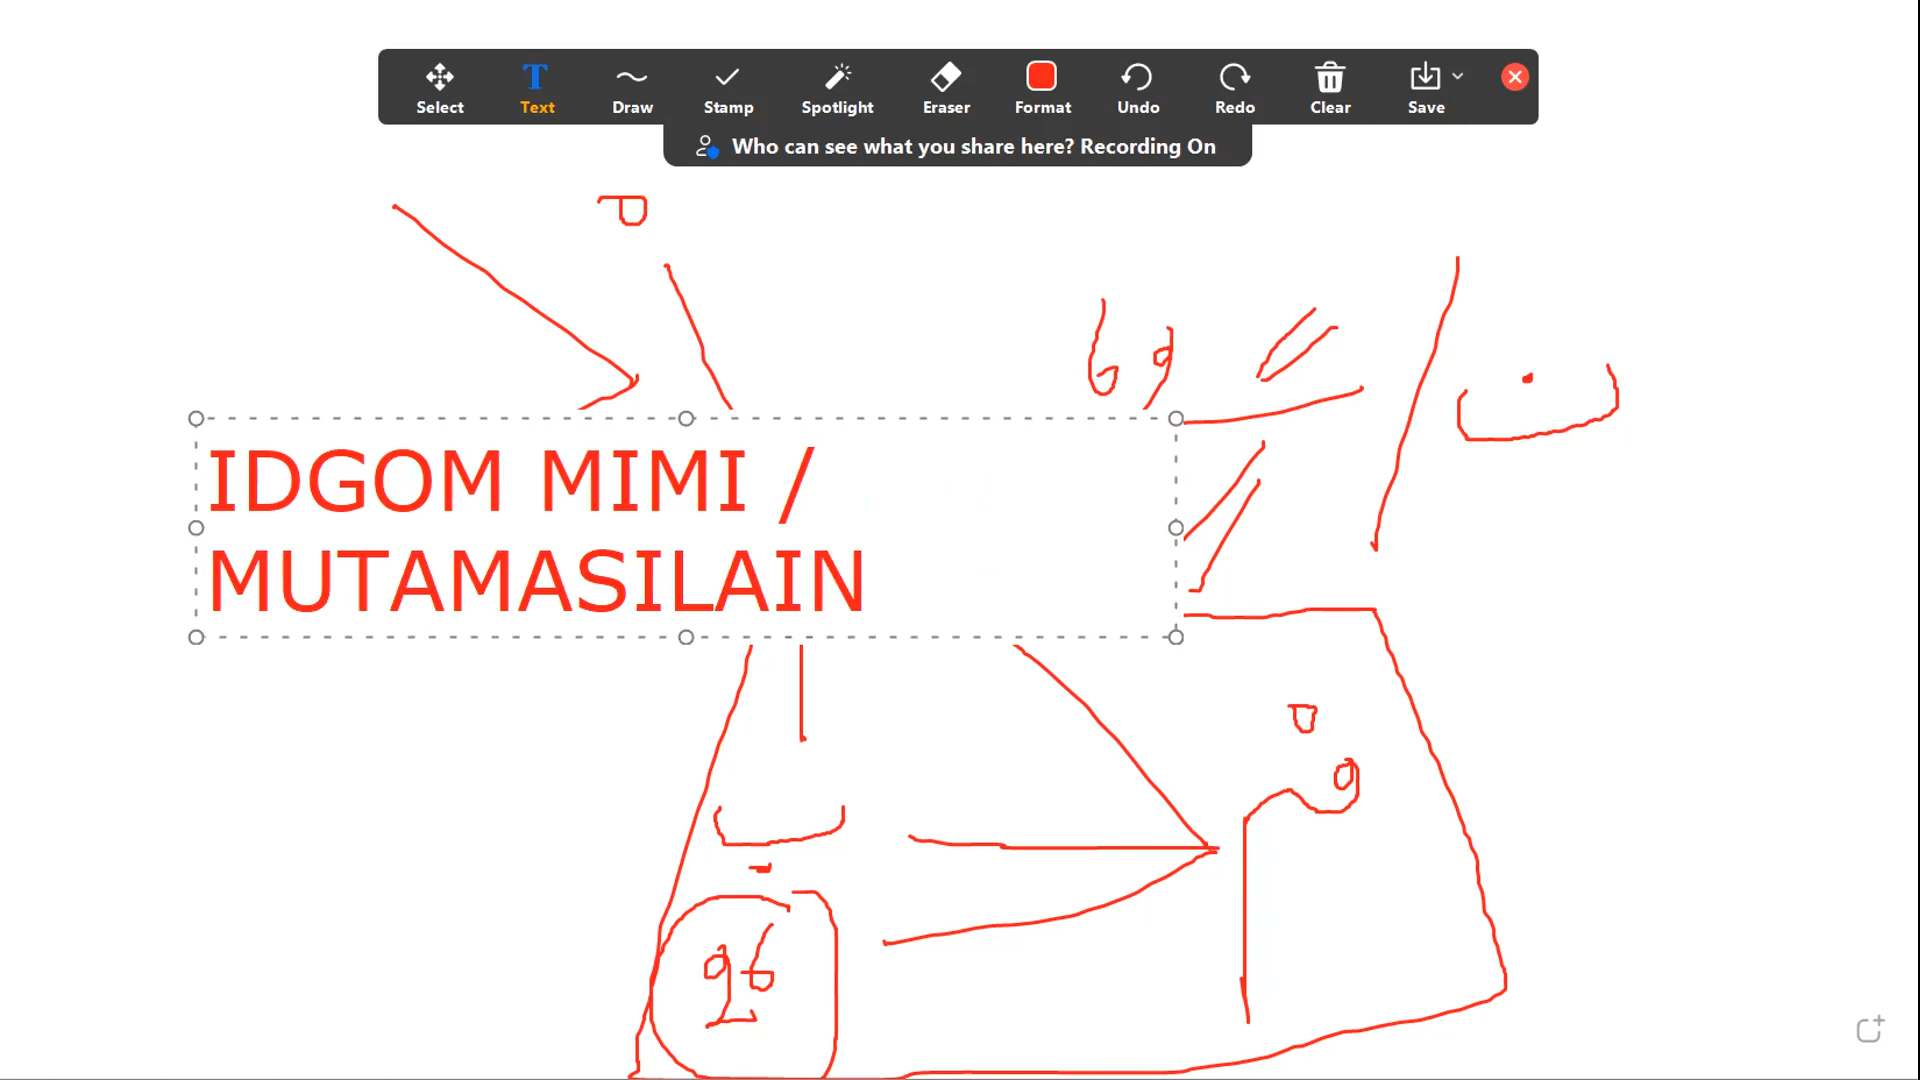 Select Text Draw Stamp Spotlight Eraser Format Undo Redo Clear Save
Who can see what you share here? Recording On
IDGOM MIMI /
MUTAMASILAIN